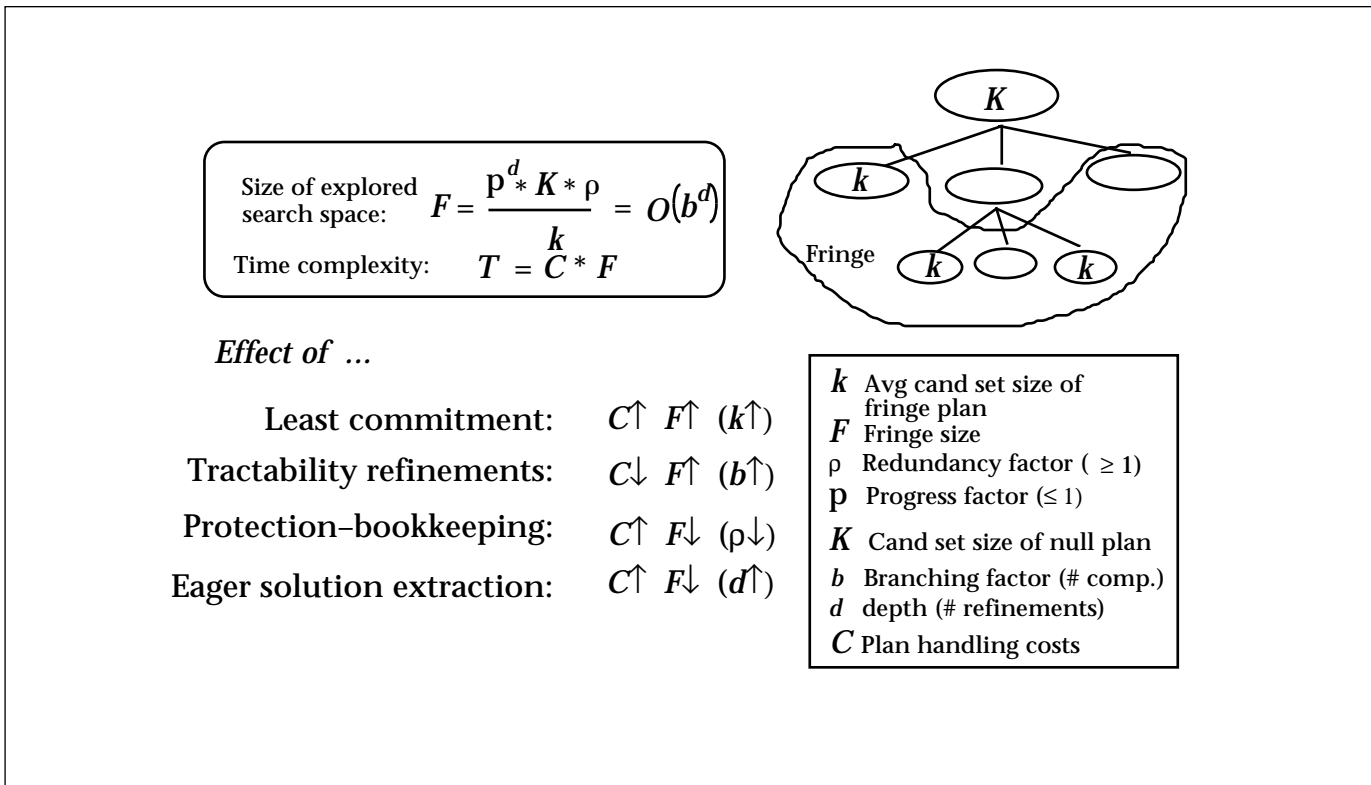 Size of explored
search space: F = p^d * K * ρ / k = O(b^d)
Time complexity: T = C * F
K
k
Fringe k k
Effect of …
Least commitment: C↑ F↑ (k↑)
Tractability refinements: C↓ F↑ (b↑)
Protection–bookkeeping: C↑ F↓ (ρ↓)
Eager solution extraction: C↑ F↓ (d↑)
k Avg cand set size of
fringe plan
F Fringe size
ρ Redundancy factor ( ≥ 1)
p Progress factor (≤ 1)
K Cand set size of null plan
b Branching factor (# comp.)
d depth (# refinements)
C Plan handling costs